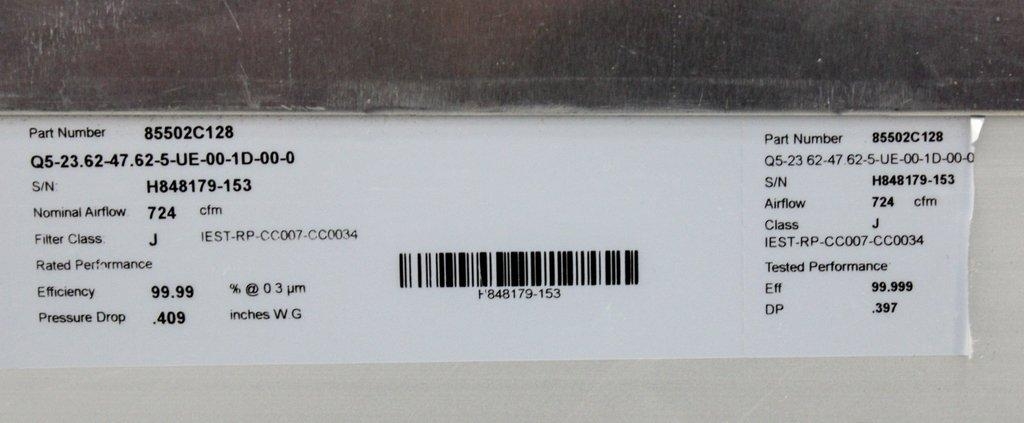 Part Number 85502C128
Q5-23.62-47.62-5-UE-00-1D-00-0
S/N: H848179-153
Nominal Airflow 724 cfm
Filter Class: J IEST-RP-CC007-CC0034
Rated Performance
Efficiency 99.99 % @ 0 3 µm
Pressure Drop .409 inches W.G
H848179-153
Part Number 85502C128
Q5-23 62-47.62-5-UE-00-1D-00-0
S/N H848179-153
Airflow 724 cfm
Class J
IEST-RP-CC007-CC0034
Tested Performance
Eff 99.999
DP .397